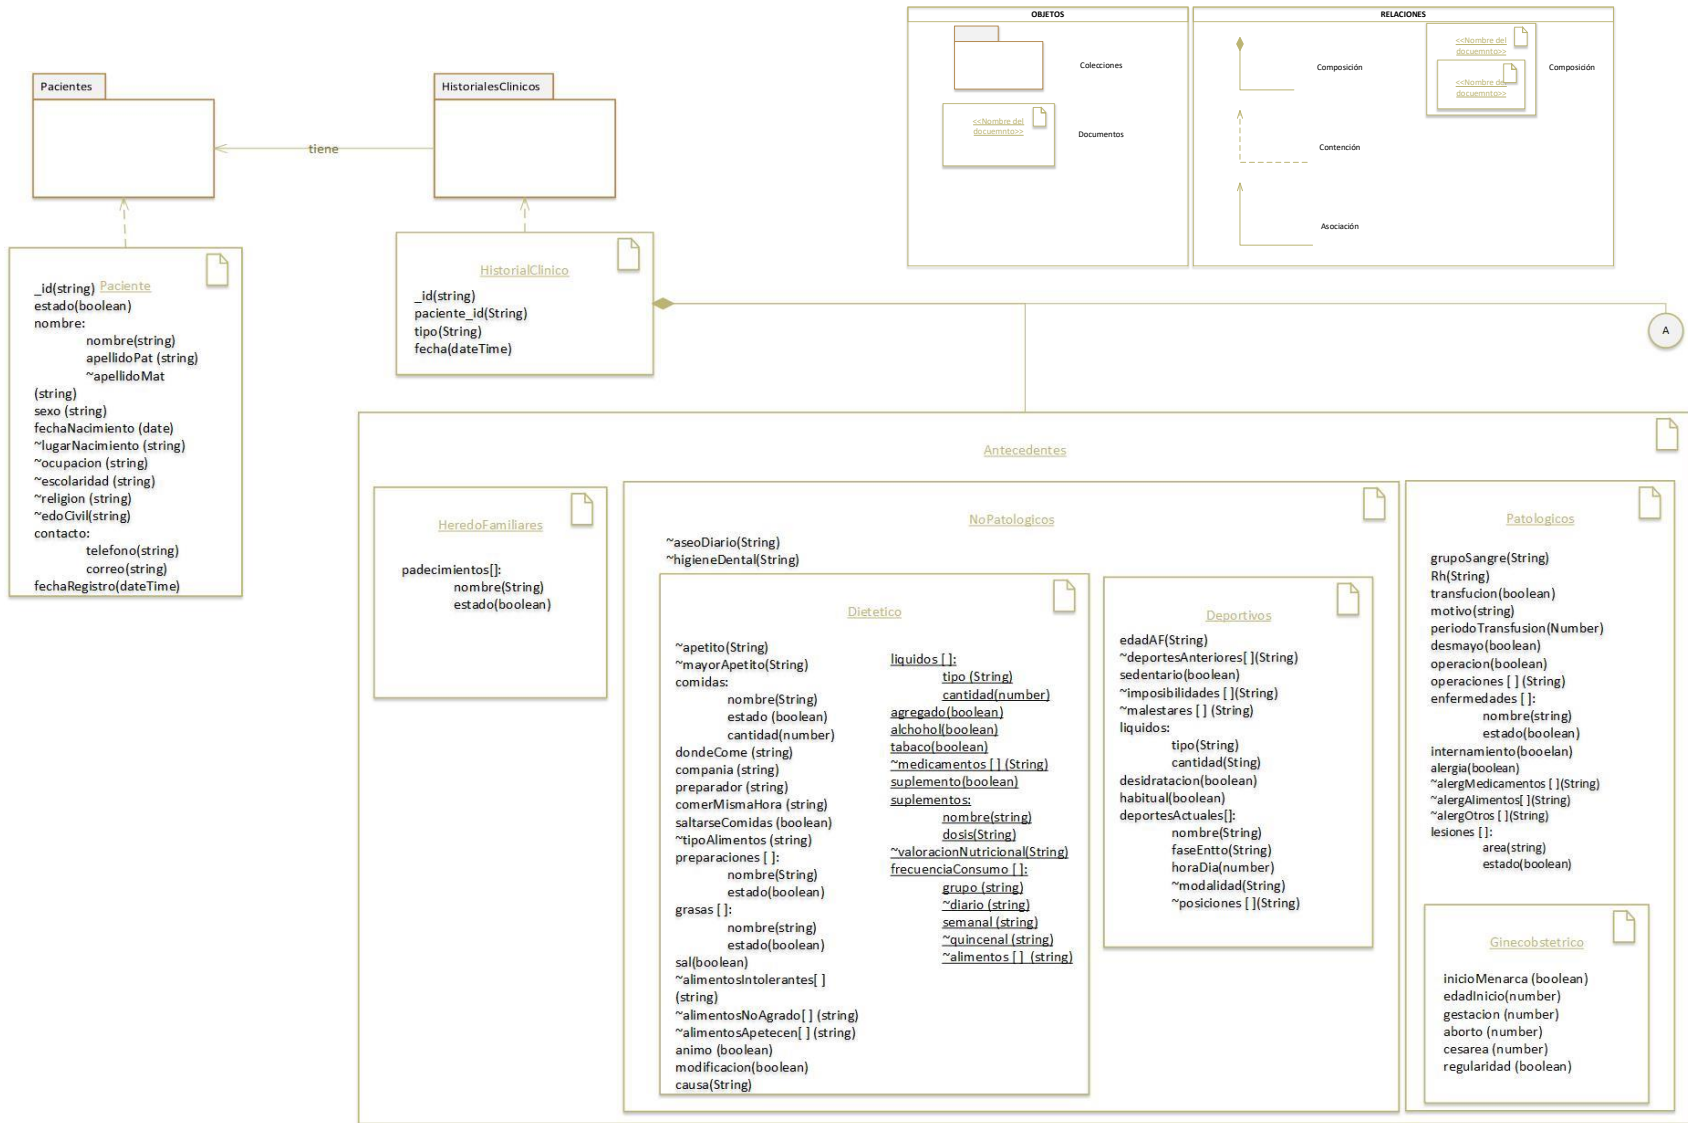 OBJETOS
Colecciones
<<Nombre del
docuemnto>>
Documentos
RELACIONES
Composición
<<Nombre del
docuemnto>>
<<Nombre del
docuemnto>>
Composición
Contención
Asociación
Pacientes
HistorialesClinicos
tiene
Paciente
_id(string)
estado(boolean)
nombre:
nombre(string)
apellidoPat (string)
~apellidoMat
(string)
sexo (string)
fechaNacimiento (date)
~lugarNacimiento (string)
~ocupacion (string)
~escolaridad (string)
~religion (string)
~edoCivil(string)
contacto:
telefono(string)
correo(string)
fechaRegistro(dateTime)
HistorialClinico
_id(string)
paciente_id(String)
tipo(String)
fecha(dateTime)
A
Antecedentes
HeredoFamiliares
padecimientos[]:
nombre(String)
estado(boolean)
NoPatologicos
~aseoDiario(String)
~higieneDental(String)
Dietetico
~apetito(String)
~mayorApetito(String)
comidas:
nombre(String)
estado (boolean)
cantidad(number)
dondeCome (string)
compania (string)
preparador (string)
comerMismaHora (string)
saltarseComidas (boolean)
~tipoAlimentos (string)
preparaciones [ ]:
nombre(String)
estado(boolean)
grasas [ ]:
nombre(string)
estado(boolean)
sal(boolean)
~alimentosIntolerantes[ ]
(string)
~alimentosNoAgrado[ ] (string)
~alimentosApetecen[ ] (string)
animo (boolean)
modificacion(boolean)
causa(String)
liquidos [ ]:
tipo (String)
cantidad(number)
agregado(boolean)
alchohol(boolean)
tabaco(boolean)
~medicamentos [ ] (String)
suplemento(boolean)
suplementos:
nombre(string)
dosis(String)
~valoracionNutricional(String)
frecuenciaConsumo [ ]:
grupo (string)
~diario (string)
semanal (string)
~quincenal (string)
~alimentos [ ] (string)
Deportivos
edadAF(String)
~deportesAnteriores[ ](String)
sedentario(boolean)
~imposibilidades [ ](String)
~malestares [ ] (String)
liquidos:
tipo(String)
cantidad(Sting)
desidratacion(boolean)
habitual(boolean)
deportesActuales[]:
nombre(String)
faseEntto(String)
horaDia(number)
~modalidad(String)
~posiciones [ ](String)
Patologicos
grupoSangre(String)
Rh(String)
transfucion(boolean)
motivo(string)
periodoTransfusion(Number)
desmayo(boolean)
operacion(boolean)
operaciones [ ] (String)
enfermedades [ ]:
nombre(string)
estado(boolean)
internamiento(booelan)
alergia(boolean)
~alergMedicamentos [ ](String)
~alergAlimentos[ ](String)
~alergOtros [ ](String)
lesiones [ ]:
area(string)
estado(boolean)
Ginecobstetrico
inicioMenarca (boolean)
edadInicio(number)
gestacion (number)
aborto (number)
cesarea (number)
regularidad (boolean)